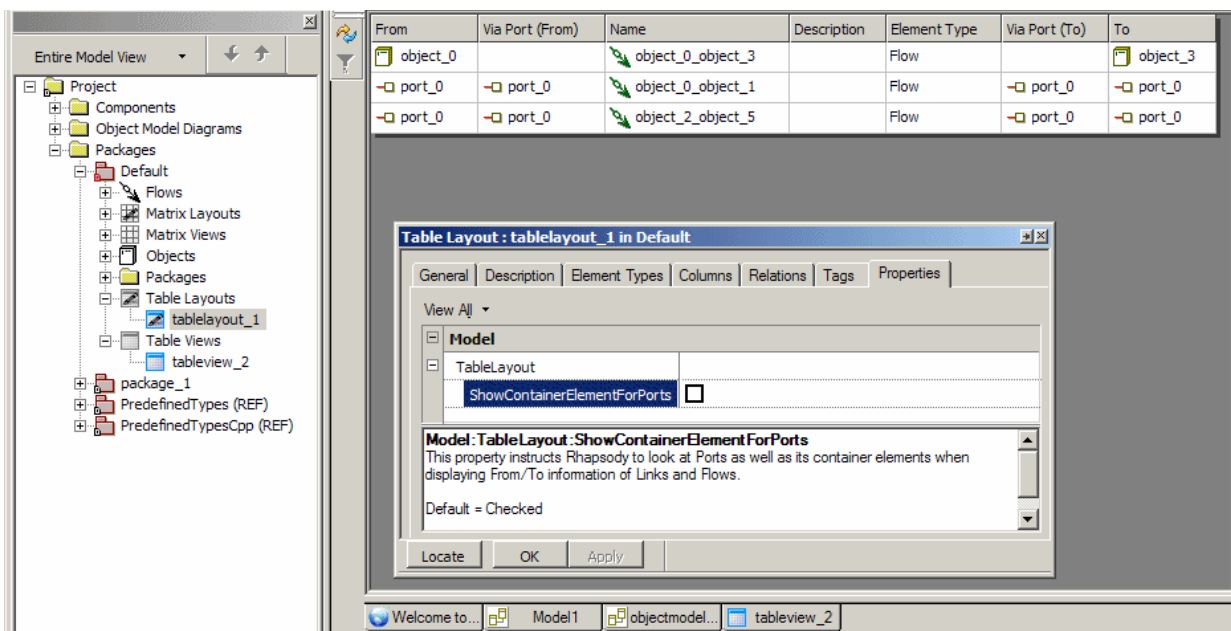 Entire Model View
Project
Components
Object Model Diagrams
Packages
Default
Flows
Matrix Layouts
Matrix Views
Objects
Packages
Table Layouts
tablelayout_1
Table Views
tableview_2
package_1
PredefinedTypes (REF)
PredefinedTypesCpp (REF)
From Via Port (From) Name Description Element Type Via Port (To) To
object_0 object_0_object_3 Flow object_3
port_0 port_0 object_0_object_1 Flow port_0 port_0
port_0 port_0 object_2_object_5 Flow port_0 port_0
Table Layout : tablelayout_1 in Default
General Description Element Types Columns Relations Tags Properties
View All
Model
TableLayout
ShowContainerElementForPorts
Model:TableLayout:ShowContainerElementForPorts
This property instructs Rhapsody to look at Ports as well as its container elements when
displaying From/To information of Links and Flows.
Default = Checked
Locate OK Apply
Welcome to... Model1 objectmodel... tableview_2